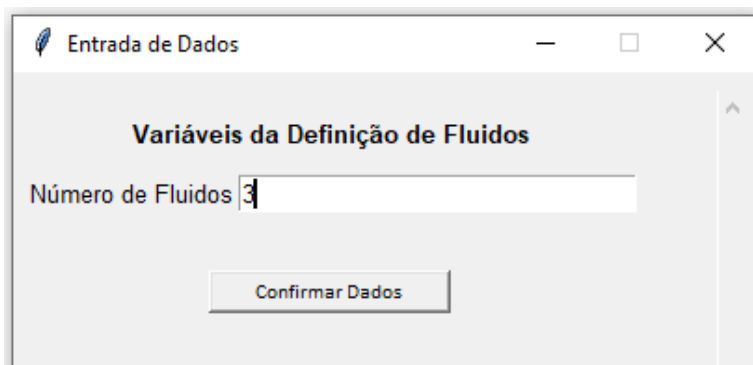 Entrada de Dados
Variáveis da Definição de Fluidos
Número de Fluidos 3
Confirmar Dados